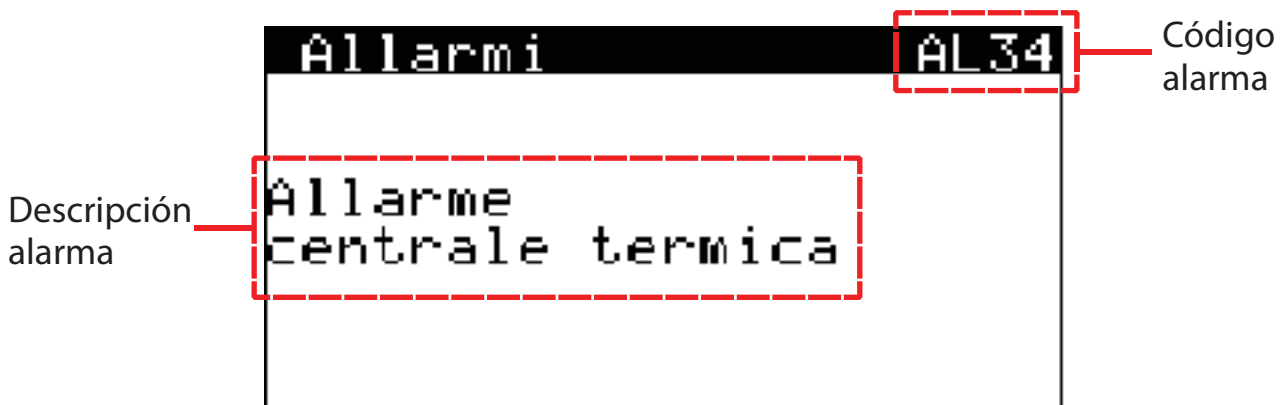 Allarmi AL34
Código
alarma
Descripción
alarma
Allarme
centrale termica